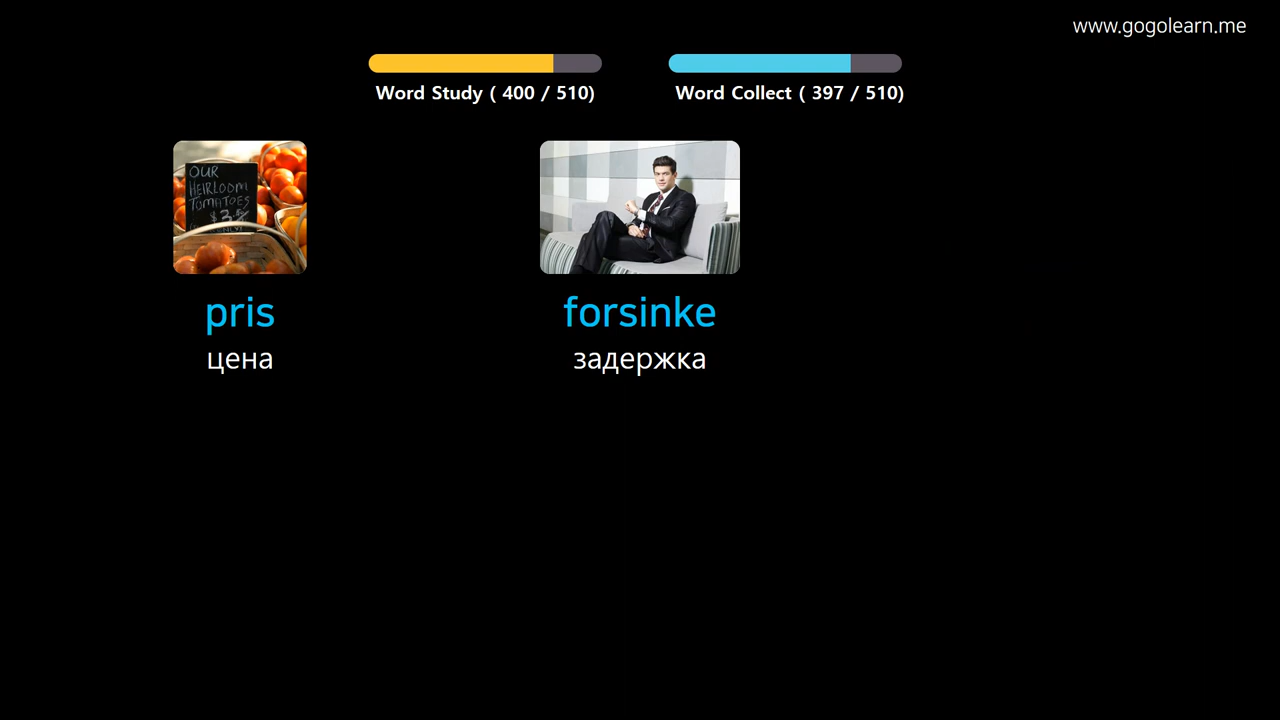 www.gogolearn.me
Word Study ( 400 / 510)
Word Collect ( 397 / 510)
OUR
HEIRLOOM
TOMATOES
pris
forsinke
цена
задержка